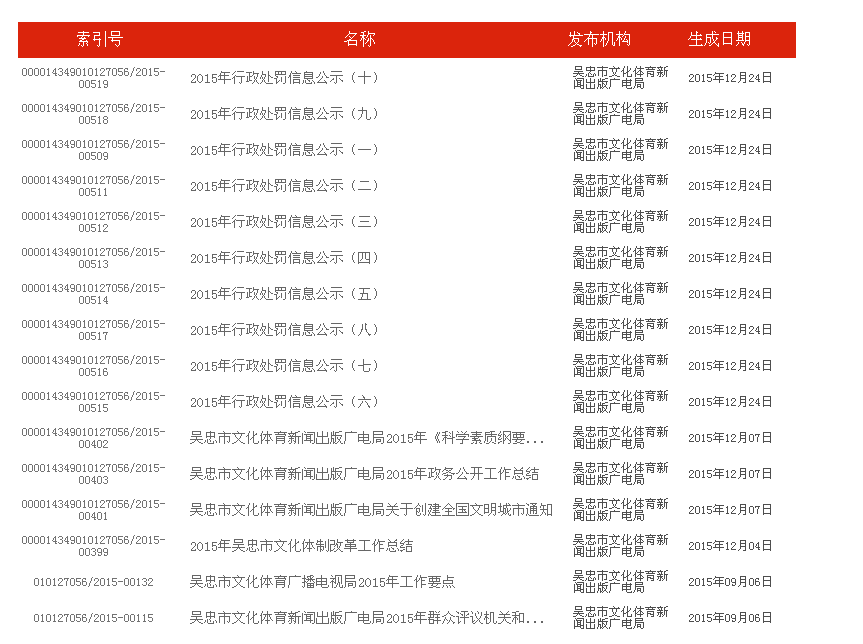 索引号 名称 发布机构 生成日期
000014349010127056/2015-00519 2015年行政处罚信息公示（十） 吴忠市文化体育新闻出版广电局 2015年12月24日
000014349010127056/2015-00518 2015年行政处罚信息公示（九） 吴忠市文化体育新闻出版广电局 2015年12月24日
000014349010127056/2015-00509 2015年行政处罚信息公示（一） 吴忠市文化体育新闻出版广电局 2015年12月24日
000014349010127056/2015-00511 2015年行政处罚信息公示（二） 吴忠市文化体育新闻出版广电局 2015年12月24日
000014349010127056/2015-00512 2015年行政处罚信息公示（三） 吴忠市文化体育新闻出版广电局 2015年12月24日
000014349010127056/2015-00513 2015年行政处罚信息公示（四） 吴忠市文化体育新闻出版广电局 2015年12月24日
000014349010127056/2015-00514 2015年行政处罚信息公示（五） 吴忠市文化体育新闻出版广电局 2015年12月24日
000014349010127056/2015-00517 2015年行政处罚信息公示（八） 吴忠市文化体育新闻出版广电局 2015年12月24日
000014349010127056/2015-00516 2015年行政处罚信息公示（七） 吴忠市文化体育新闻出版广电局 2015年12月24日
000014349010127056/2015-00515 2015年行政处罚信息公示（六） 吴忠市文化体育新闻出版广电局 2015年12月24日
000014349010127056/2015-00402 吴忠市文化体育新闻出版广电局2015年《科学素质纲要... 吴忠市文化体育新闻出版广电局 2015年12月07日
000014349010127056/2015-00403 吴忠市文化体育新闻出版广电局2015年政务公开工作总结 吴忠市文化体育新闻出版广电局 2015年12月07日
000014349010127056/2015-00401 吴忠市文化体育新闻出版广电局关于创建全国文明城市通知 吴忠市文化体育新闻出版广电局 2015年12月07日
000014349010127056/2015-00399 2015年吴忠市文化体制改革工作总结 吴忠市文化体育新闻出版广电局 2015年12月04日
010127056/2015-00132 吴忠市文化体育广播电视局2015年工作要点 吴忠市文化体育新闻出版广电局 2015年09月06日
010127056/2015-00115 吴忠市文化体育新闻出版广电局2015年群众评议机关和... 吴忠市文化体育新闻出版广电局 2015年09月06日